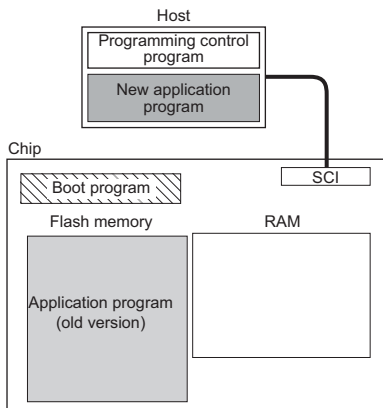 Host
Programming control
program
New application
program
Chip
SCI
Boot program
Flash memory
RAM
Application program
(old version)